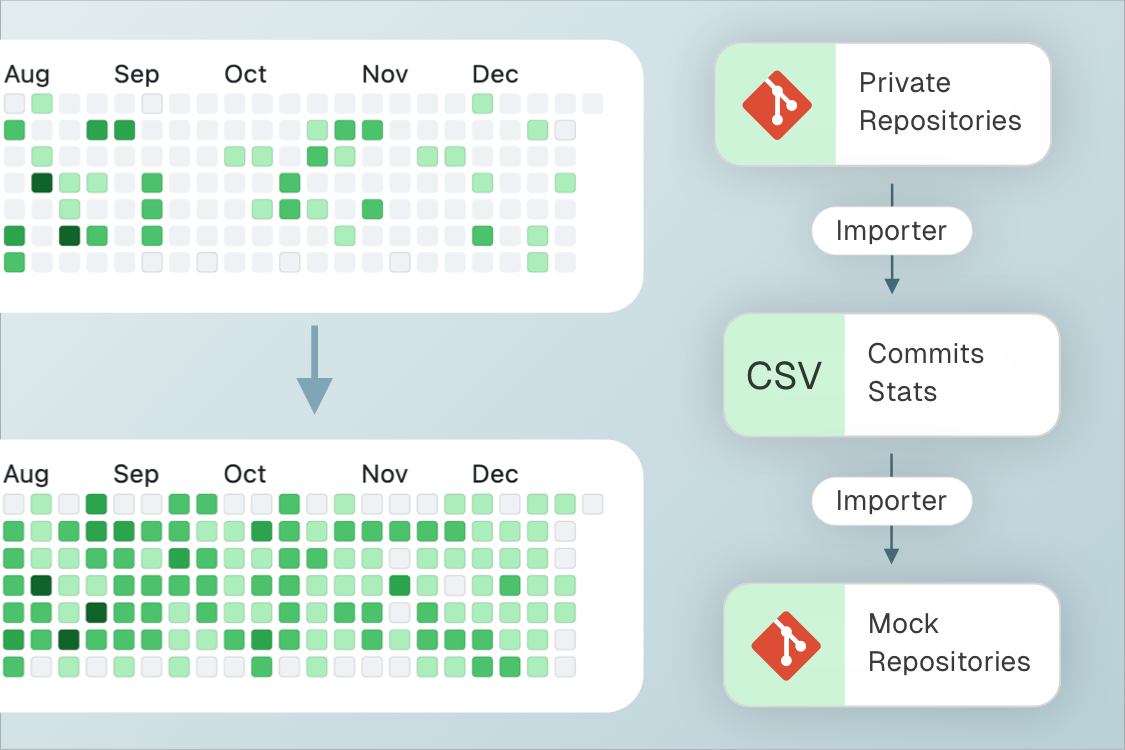 Aug Sep Oct Nov Dec
Aug Sep Oct Nov Dec
Private
Repositories
Importer
CSV
Commits
Stats
Importer
Mock
Repositories